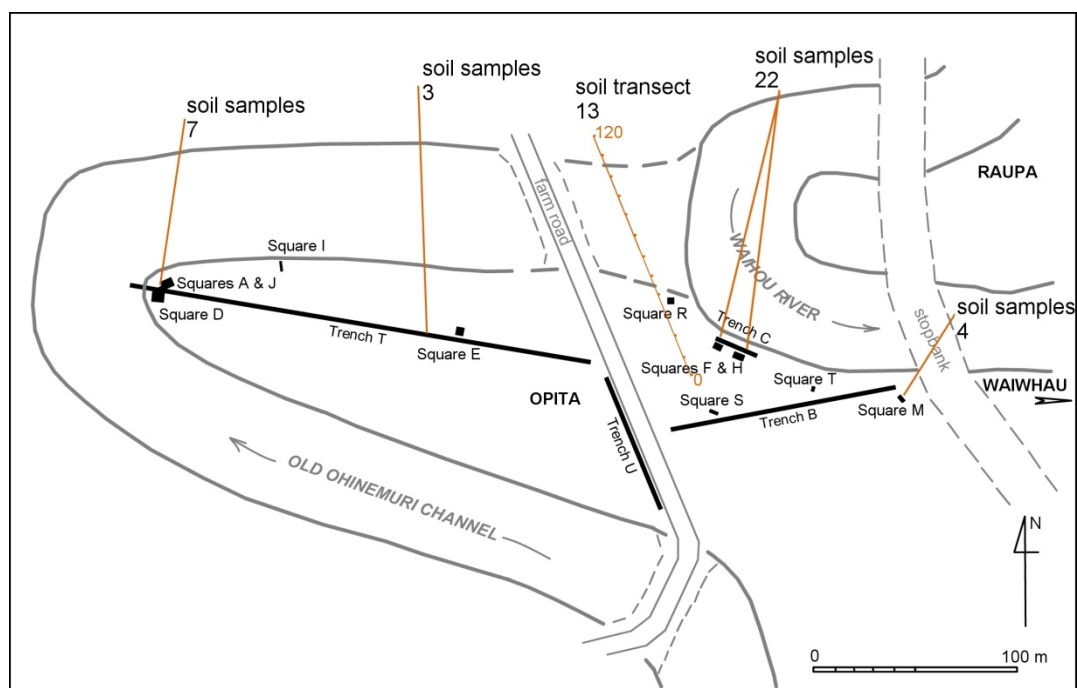 soil samples
7
soil samples
3
soil transect
13
120
soil samples
22
RAUPA
farm road
Square I
WAIHOU RIVER
Squares A & J
Square D
Trench T
Square E
Square R
Trench C
Squares F & H
0
stopbank
soil samples
4
OPITA
Square S
Square T
Trench B
Square M
WAIWHAU
Trench U
OLD OHINEMURI CHANNEL
N
0
100 m